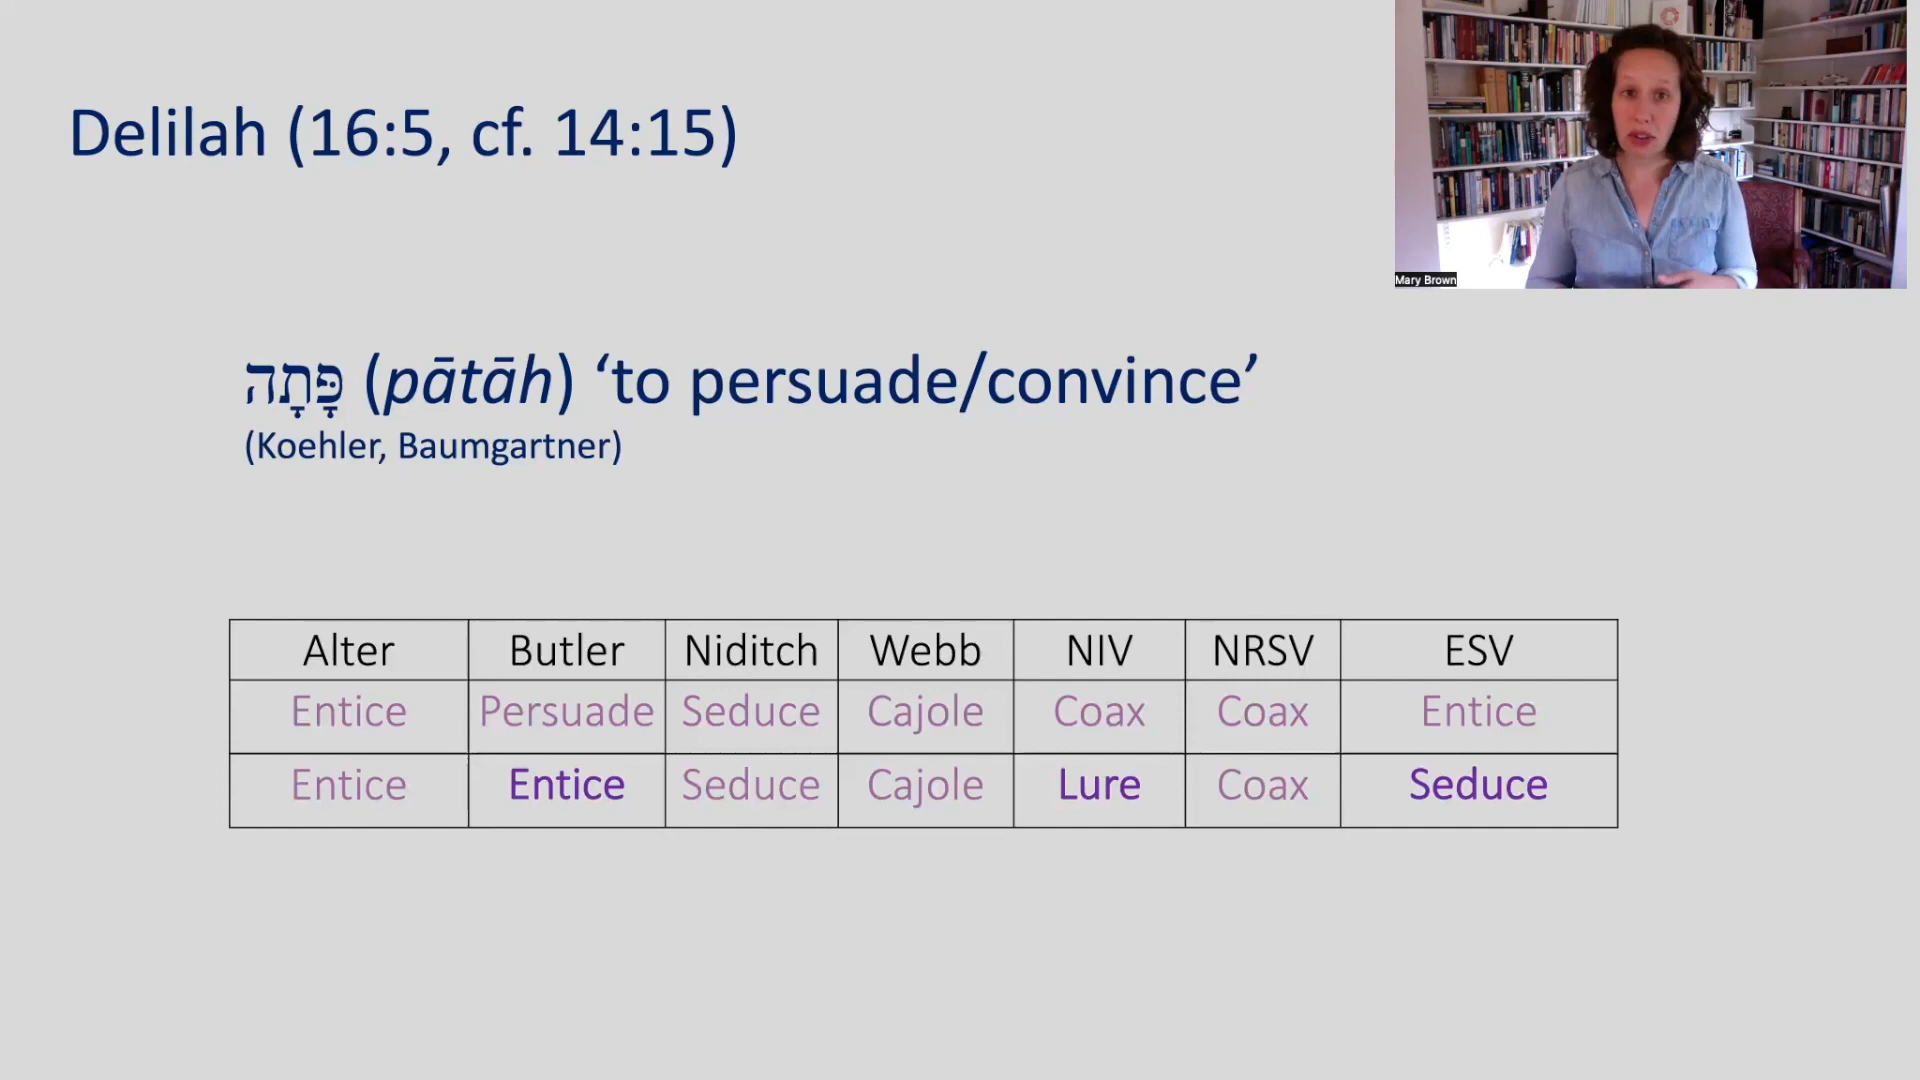 Delilah (16:5, cf. 14:15)
Mary Brown
פָּתָה (pātāh) ‘to persuade/convince’
(Koehler, Baumgartner)
Alter Butler Niditch Webb NIV NRSV ESV
Entice Persuade Seduce Cajole Coax Coax Entice
Entice Entice Seduce Cajole Lure Coax Seduce